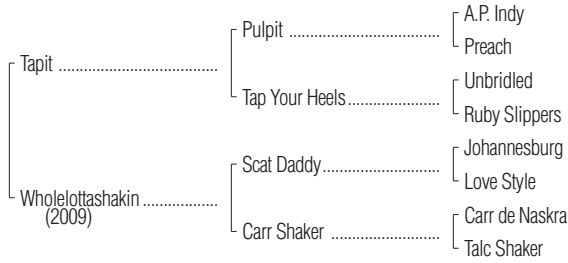 A.P. Indy
Pulpit ........................................
Preach
Tapit ...........................................
Unbridled
Tap Your Heels........................
Ruby Slippers
Johannesburg
Scat Daddy..............................
Love Style
Wholelottashakin ....................
(2009)
Carr de Naskra
Carr Shaker .............................
Talc Shaker